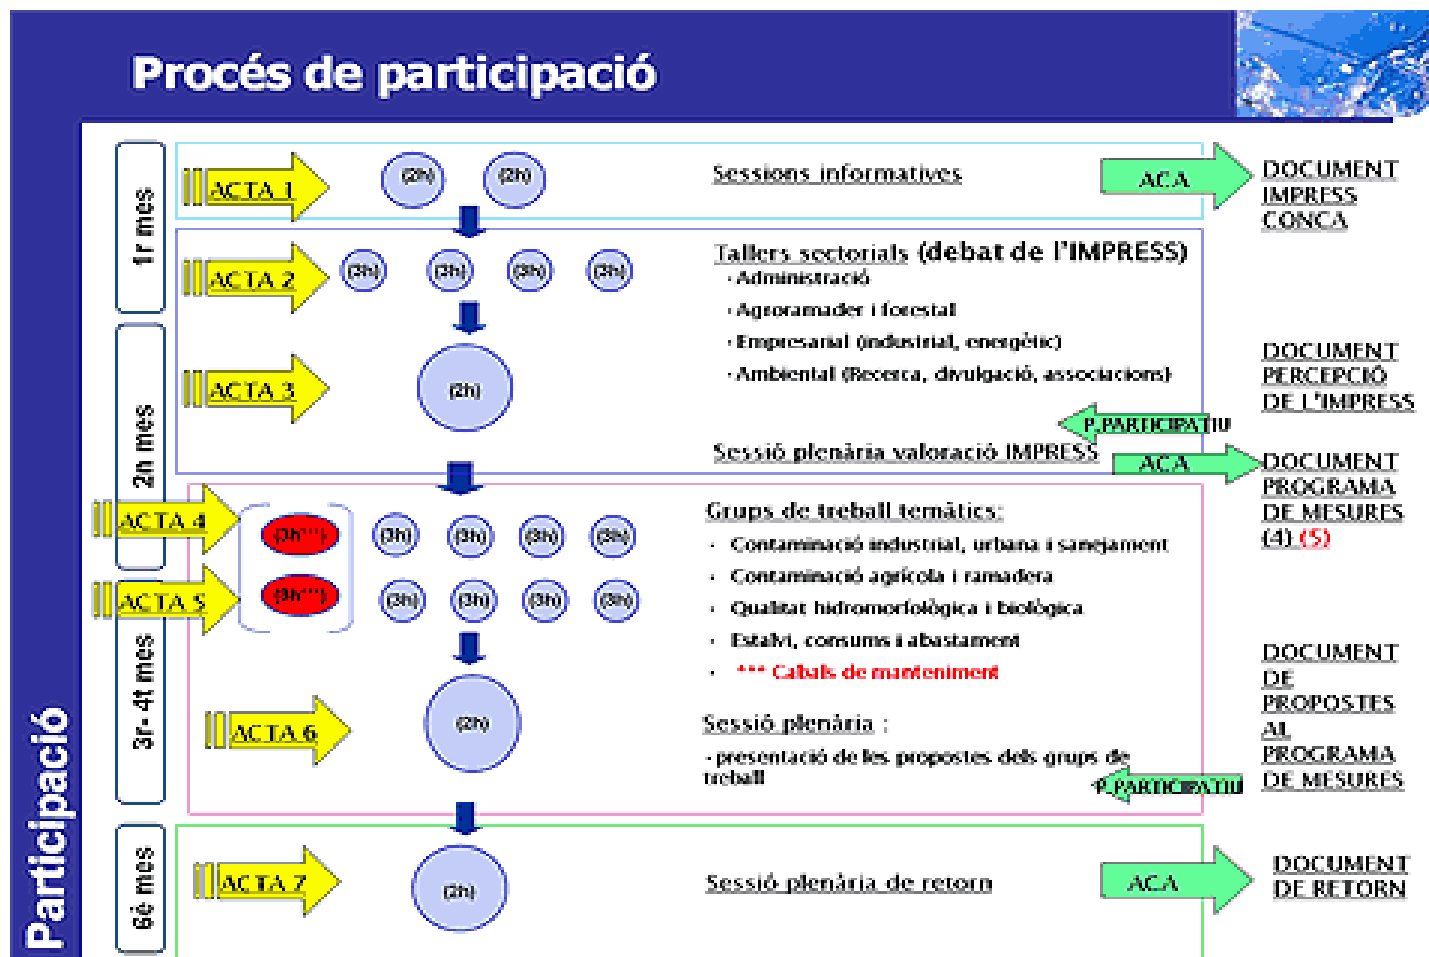 Procés de participació
Participació
1r mes
2n mes
3r- 4t mes
6è mes
ACTA 1
(2h)
(2h)
Sessions informatives
ACA
DOCUMENT
IMPRESS
CONCA
ACTA 2
(3h)
(3h)
(3h)
(3h)
Tallers sectorials (debat de l'IMPRESS)
· Administració
· Agroramader i forestal
· Empresarial (industrial, energètic)
· Ambiental (Recerca, divulgació, associacions)
ACTA 3
(2h)
DOCUMENT
PERCEPCIÓ
DE L'IMPRESS
P.PARTICIPATIU
Sessió plenària valoració IMPRESS
ACA
DOCUMENT
PROGRAMA
DE MESURES
(4) (5)
ACTA 4
(3h***)
(3h)
(3h)
(3h)
(3h)
ACTA 5
(3h***)
(3h)
(3h)
(3h)
(3h)
Grups de treball temàtics:
· Contaminació industrial, urbana i sanejament
· Contaminació agrícola i ramadera
· Qualitat hidromorfològica i biològica
· Estalvi, consums i abastament
· *** Cabals de manteniment
ACTA 6
(2h)
Sessió plenària :
- presentació de les propostes dels grups de
treball
P.PARTICIPATIU
DOCUMENT
DE
PROPOSTES
AL
PROGRAMA
DE MESURES
ACTA 7
(2h)
Sessió plenària de retorn
ACA
DOCUMENT
DE RETORN